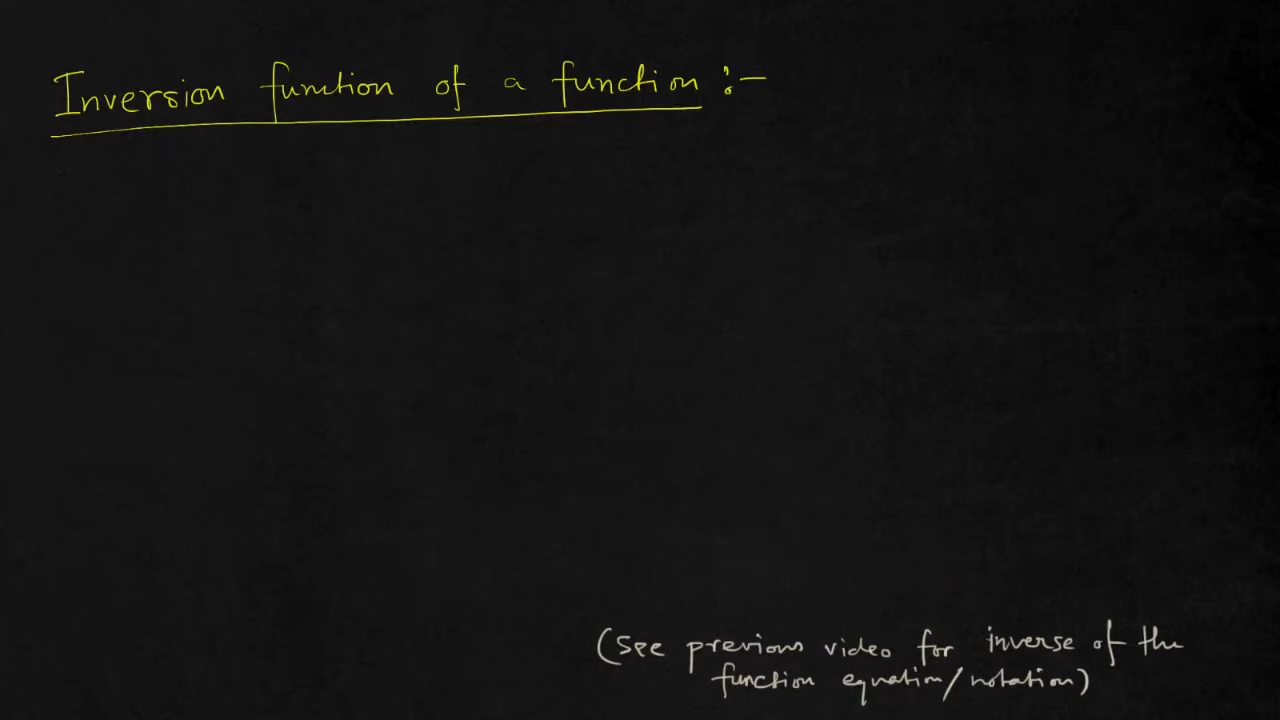 Inversion function of a function :-
(see previous video for inverse of the
function equation/notation)